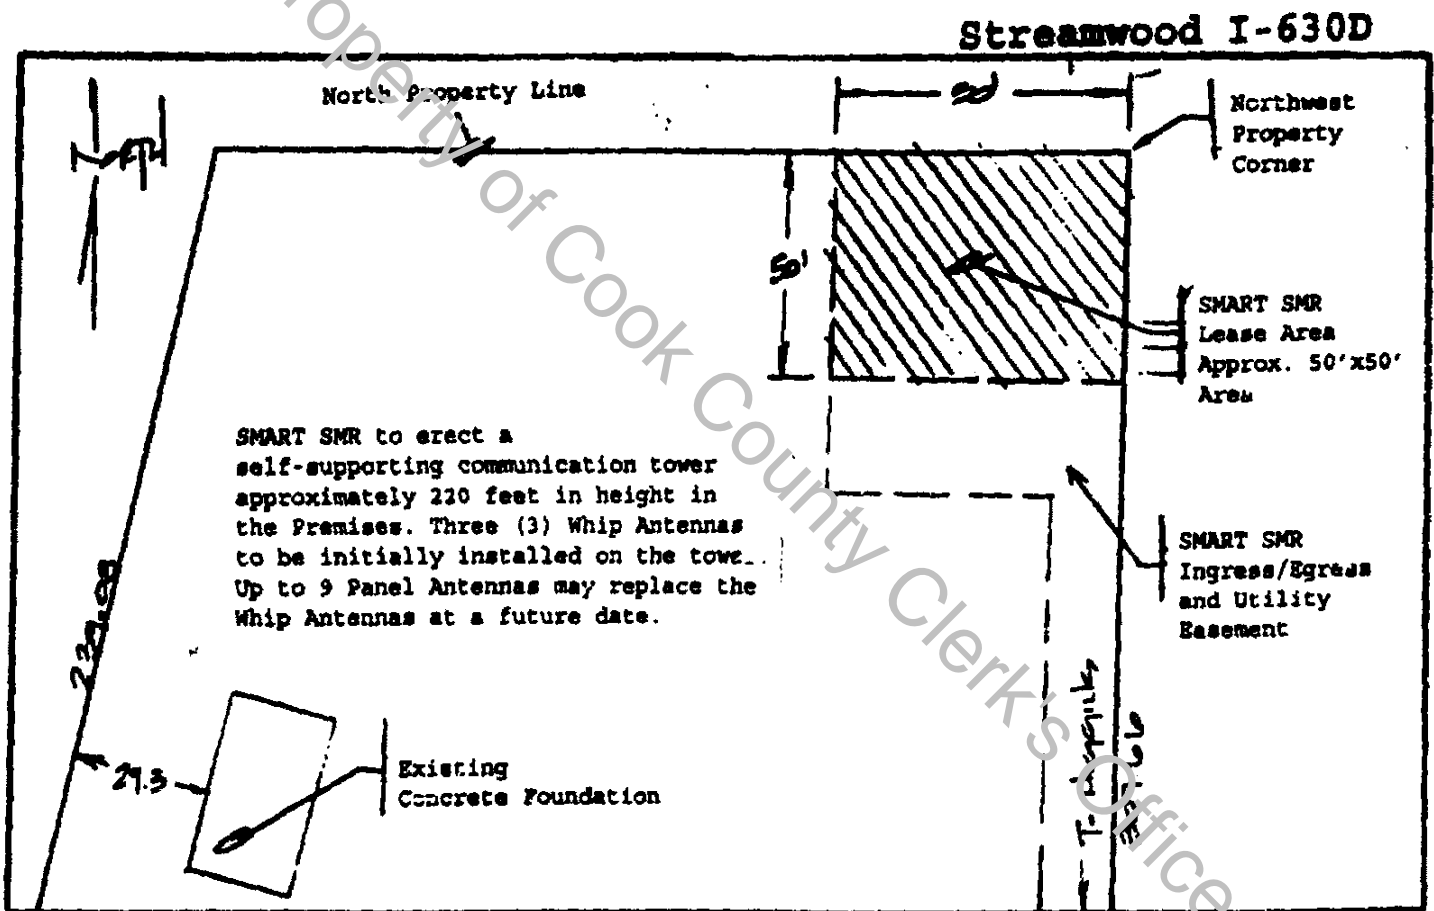 Streamwood I-630D
North Property Line
Northwest
Property
Corner
50'
SMART SMR
Lease Area
Approx. 50'x50'
Area
SMART SMR to erect a
self-supporting communication tower
approximately 220 feet in height in
the Premises. Three (3) Whip Antennas
to be initially installed on the
Up to 9 Panel Antennas may replace the
Whip Antennas at a future date.
SMART SMR
Ingress/Egress
and Utility
Easement
29.3
Existing
Concrete Foundation
Property of Cook County Clerk's Office